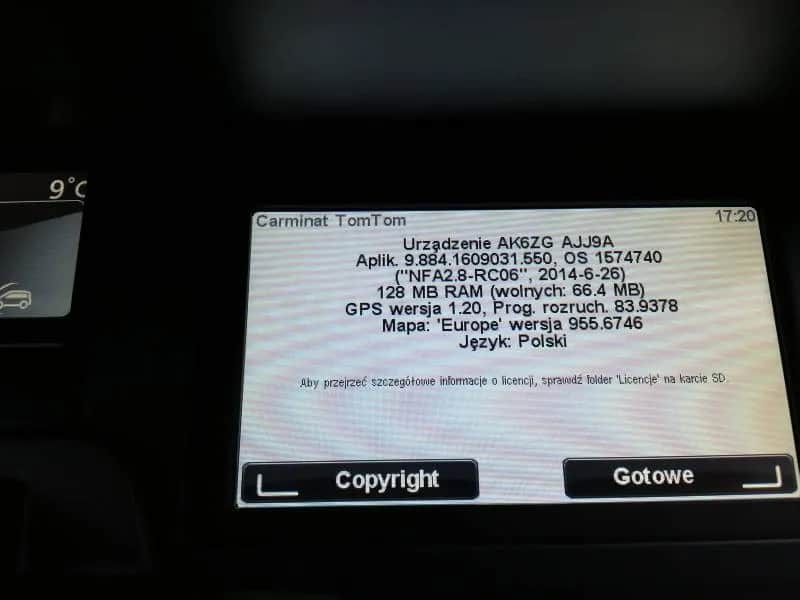 9°C
Carminat TomTom
17:20
Urządzenie AK6ZG AJJ9A
Aplik. 9.884.1609031.550, OS 1574740
("NFA2.8-RC06", 2014-6-26)
128 MB RAM (wolnych: 66.4 MB)
GPS wersja 1.20, Prog. rozruch. 83.9378
Mapa: 'Europe' wersja 955.6746
Język: Polski
Aby przejrzeć szczegółowe informacje o licencji, sprawdź folder 'Licencje' na karcie SD.
Copyright
Gotowe